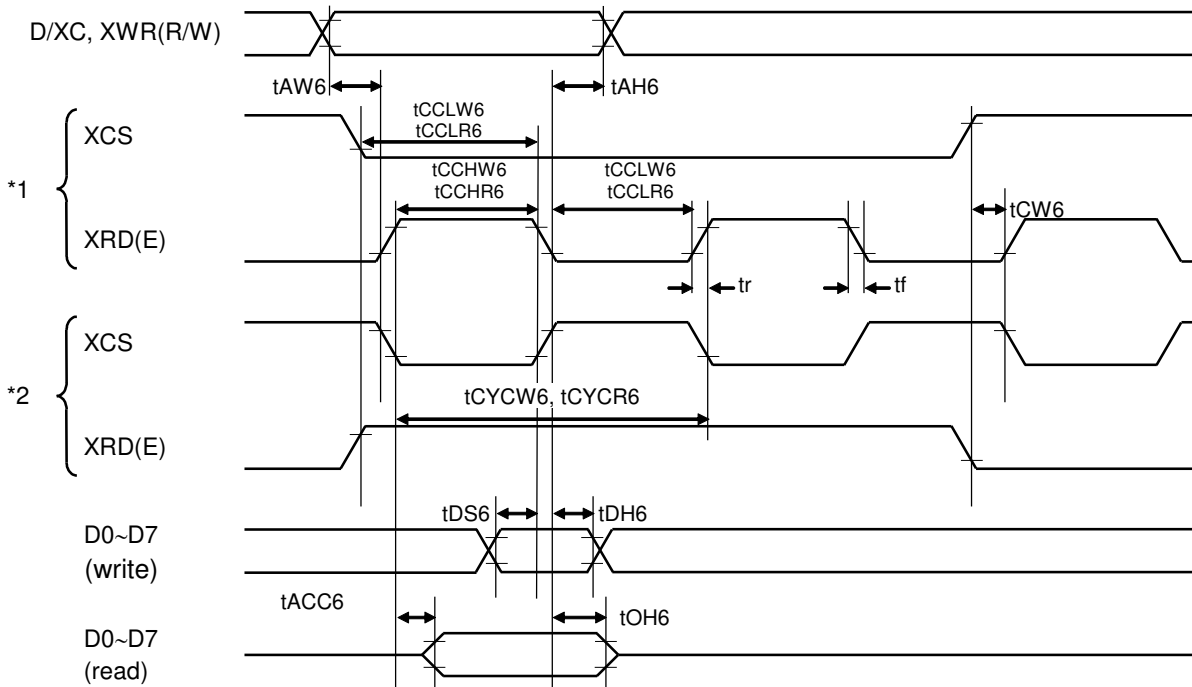 D/XC, XWR(R/W)
tAW6
tAH6
tCCLW6
tCCLR6
XCS
*1
tCCHW6
tCCHR6
tCCLW6
tCCLR6
tCW6
XRD(E)
tr
tf
XCS
*2
tCYCW6, tCYCR6
XRD(E)
tDS6
tDH6
D0~D7
(write)
tACC6
tOH6
D0~D7
(read)